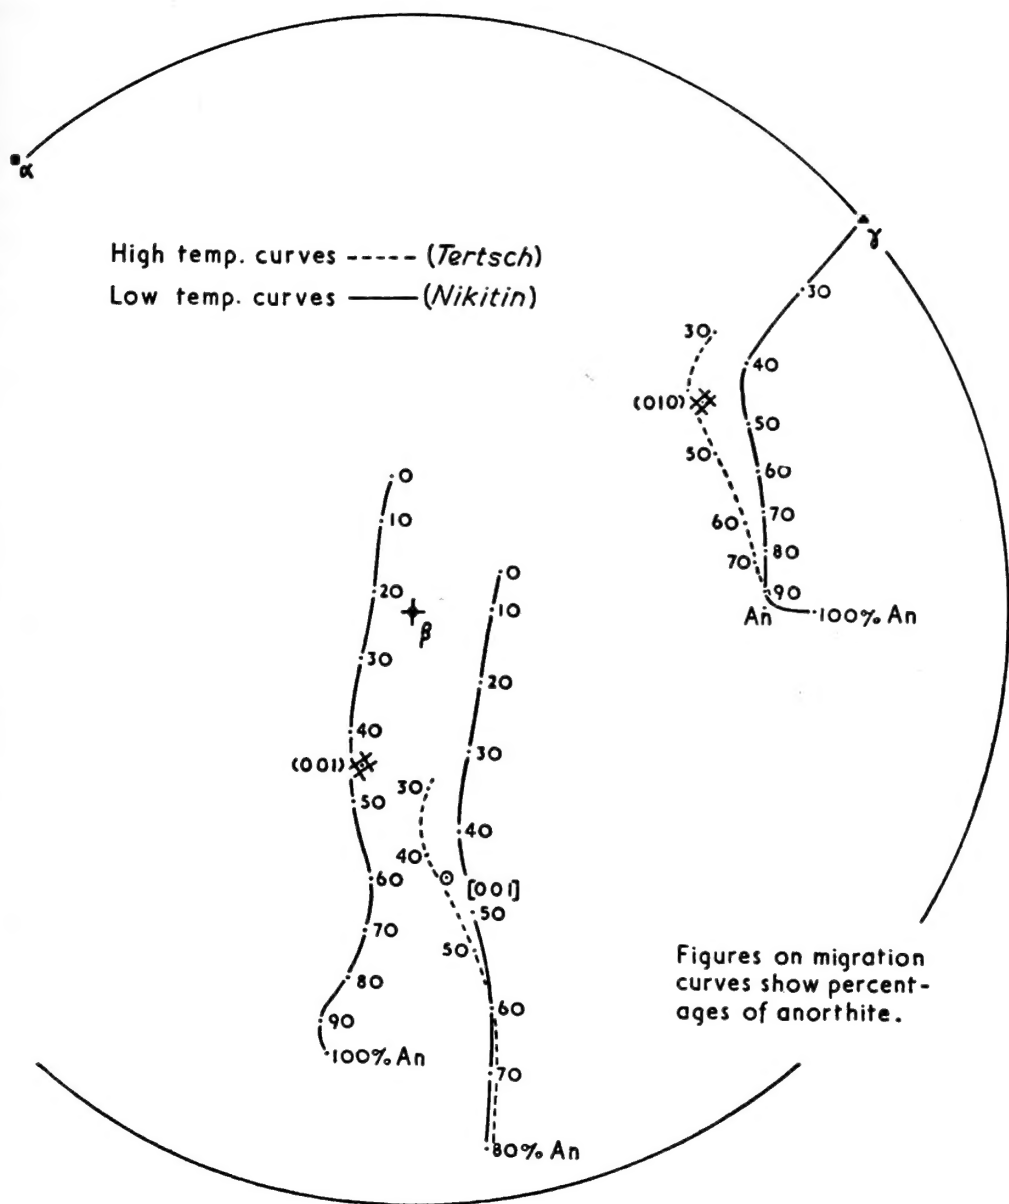 α
γ
High temp. curves ----- (Tertsch)
Low temp. curves —— (Nikitin)
30
40
50
60
70
80
90
100% An
30
(010)
50
60
70
An
0
10
20
β
30
40
(001)
50
60
70
80
90
100% An
0
10
20
30
40
[001]
50
60
70
80% An
30
40
50
Figures on migration
curves show percent-
ages of anorthite.